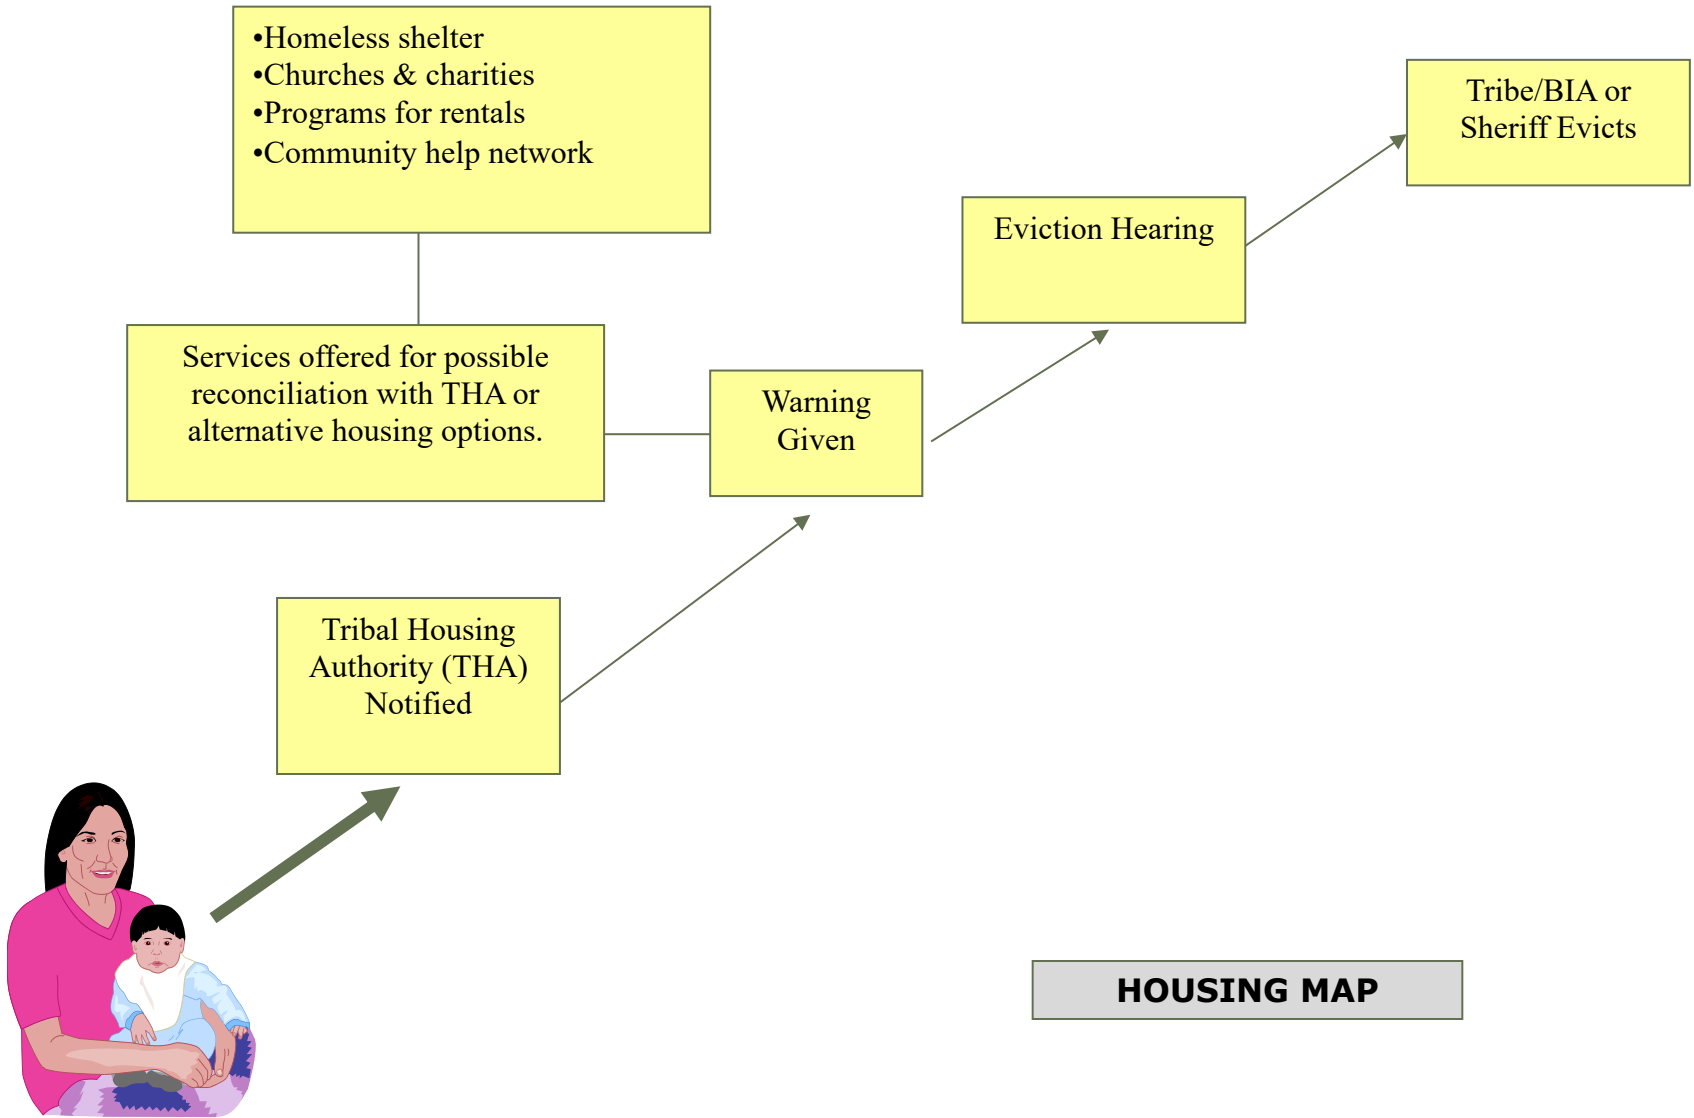 •Homeless shelter
•Churches & charities
•Programs for rentals
•Community help network
Tribe/BIA or
Sheriff Evicts
Eviction Hearing
Services offered for possible
reconciliation with THA or
alternative housing options.
Warning
Given
Tribal Housing
Authority (THA)
Notified
HOUSING MAP